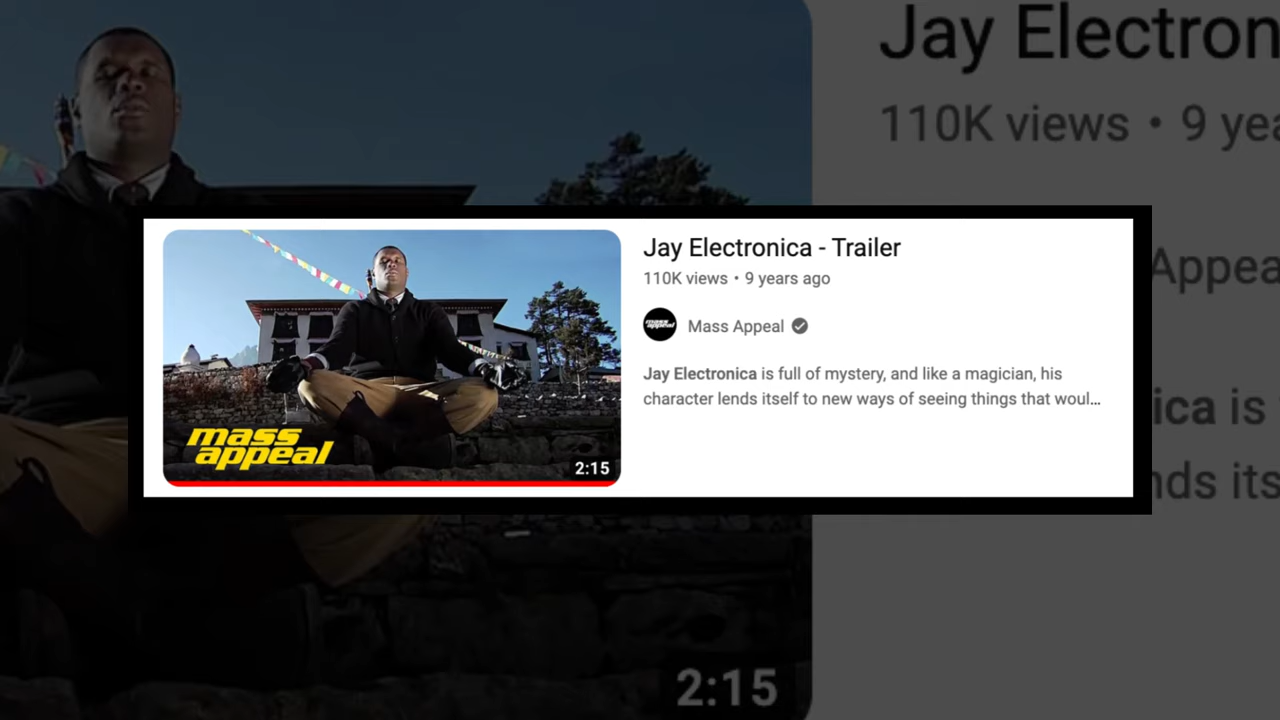 Jay Electron
110K views • 9 yea
Jay Electronica - Trailer
110K views • 9 years ago
mass appeal
Mass Appeal
Appea
Jay Electronica is full of mystery, and like a magician, his
character lends itself to new ways of seeing things that woul...
ica is
nds its
mass
appeal
2:15
2:15